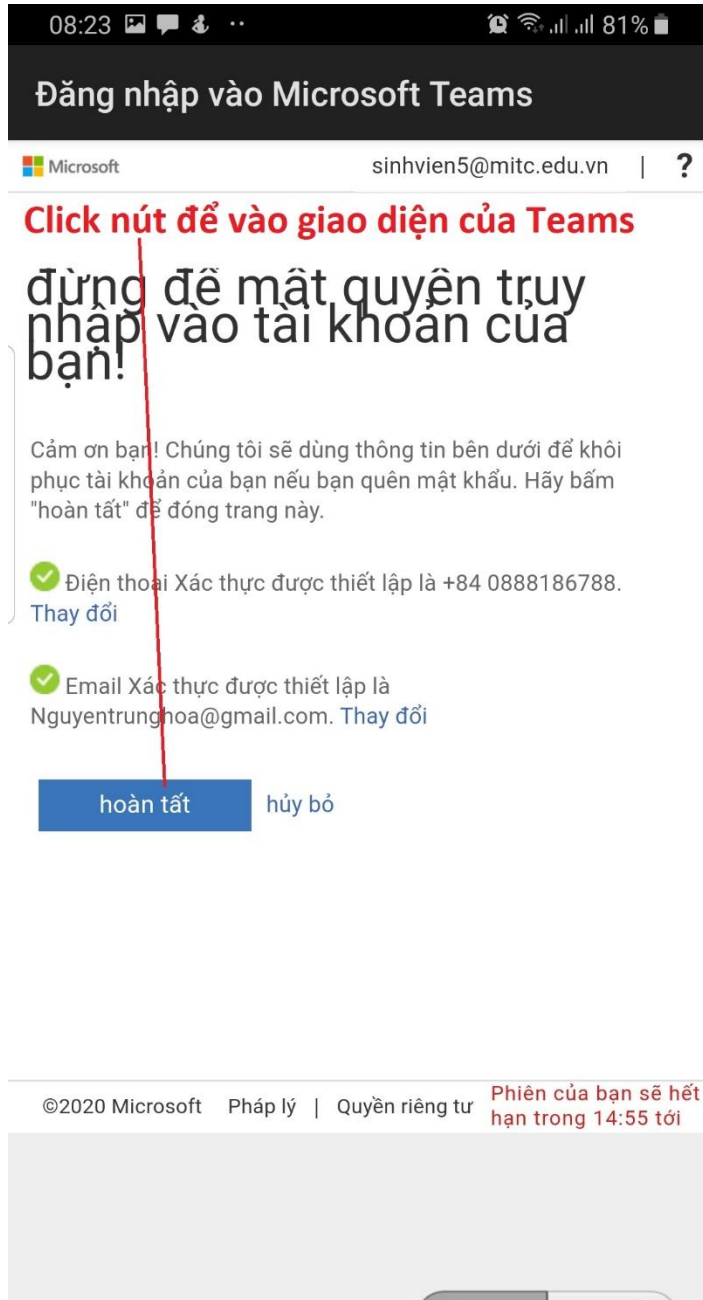 08:23 81%
Đăng nhập vào Microsoft Teams
Microsoft sinhvien5@mitc.edu.vn | ?
Click nút để vào giao diện của Teams
đừng để mất quyền truy
nhập vào tài khoản của
bạn!
Cảm ơn bạn! Chúng tôi sẽ dùng thông tin bên dưới để khôi
phục tài khoản của bạn nếu bạn quên mật khẩu. Hãy bấm
"hoàn tất" để đóng trang này.
Điện thoại Xác thực được thiết lập là +84 0888186788.
Thay đổi
Email Xác thực được thiết lập là
Nguyentrunghoa@gmail.com. Thay đổi
hoàn tất hủy bỏ
©2020 Microsoft Pháp lý | Quyền riêng tư
Phiên của bạn sẽ hết
hạn trong 14:55 tới